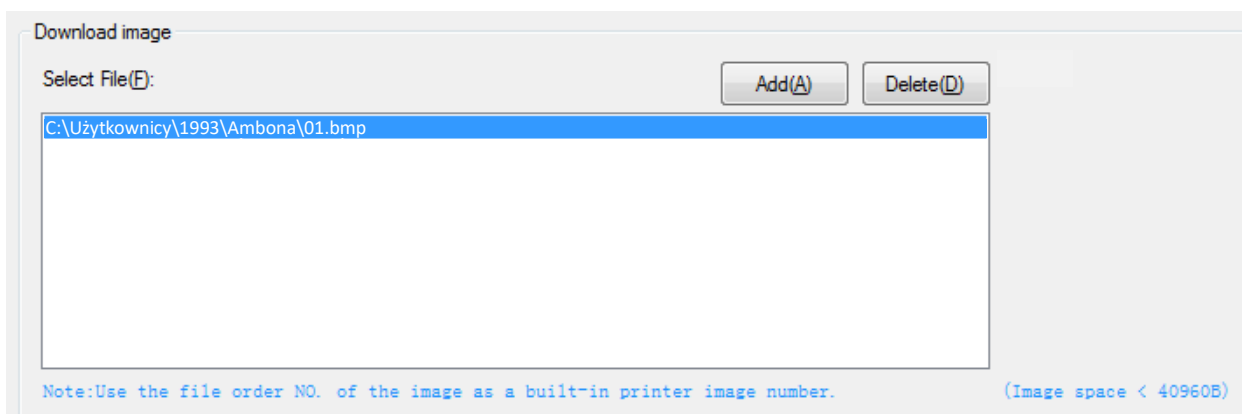 Download image
Select File(F): Add(A) Delete(D)
C:\Użytkownicy\1993\Ambona\01.bmp
Note:Use the file order NO. of the image as a built-in printer image number. (Image space < 40960B)